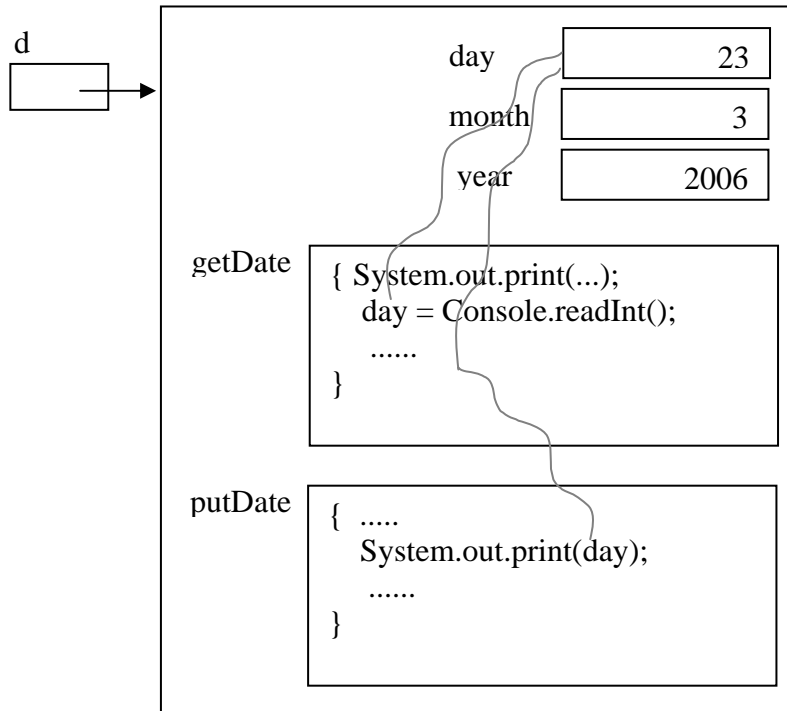 d
day 23
month 3
year 2006
getDate
{ System.out.print(...);
day = Console.readInt();
......
}
putDate
{ .....
System.out.print(day);
......
}